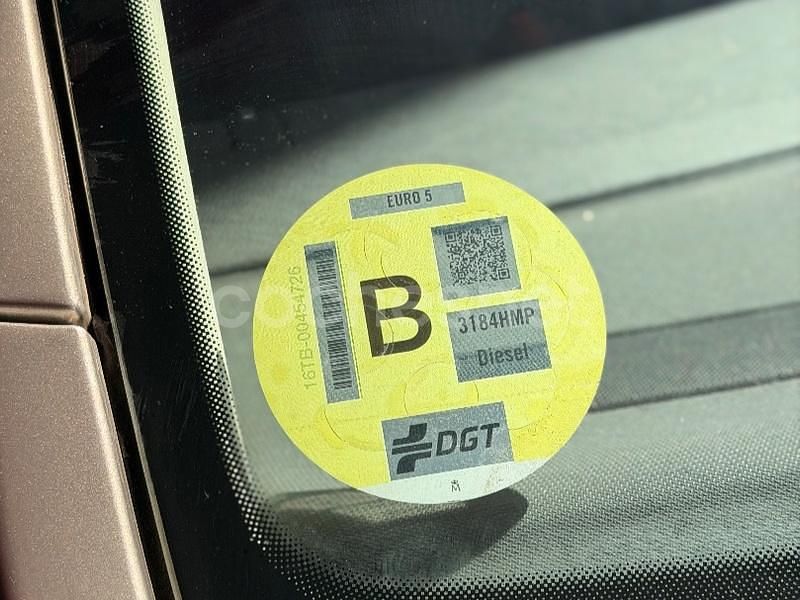 EURO 5
16TB-00454726
B
3184HMP
Diesel
DGT
M